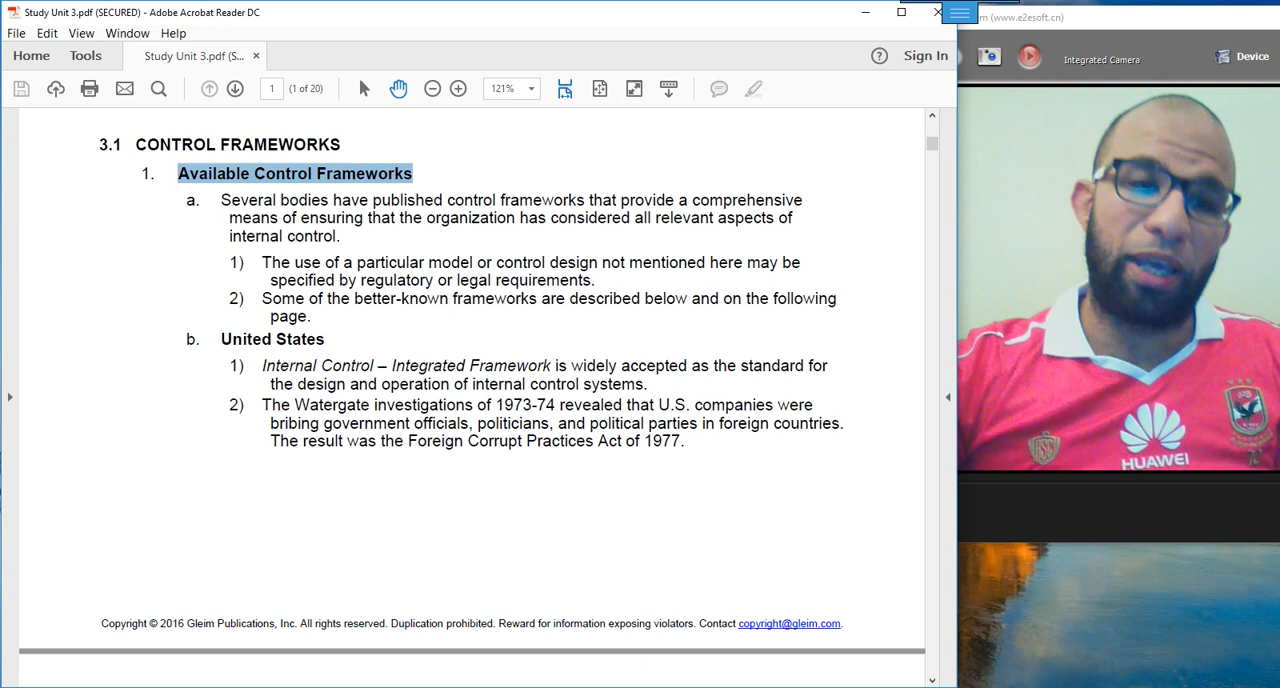 Study Unit 3.pdf (SECURED) - Adobe Acrobat Reader DC
m (www.e2esoft.cn)
File Edit View Window Help
Home Tools Study Unit 3.pdf (S... × Sign In
Integrated Camera Device
1 (1 of 20) 121%
3.1 CONTROL FRAMEWORKS
1. Available Control Frameworks
a. Several bodies have published control frameworks that provide a comprehensive
means of ensuring that the organization has considered all relevant aspects of
internal control.
1) The use of a particular model or control design not mentioned here may be
specified by regulatory or legal requirements.
2) Some of the better-known frameworks are described below and on the following
page.
b. United States
1) Internal Control – Integrated Framework is widely accepted as the standard for
the design and operation of internal control systems.
2) The Watergate investigations of 1973-74 revealed that U.S. companies were
bribing government officials, politicians, and political parties in foreign countries.
The result was the Foreign Corrupt Practices Act of 1977.
HUAWEI
Copyright © 2016 Gleim Publications, Inc. All rights reserved. Duplication prohibited. Reward for information exposing violators. Contact copyright@gleim.com.